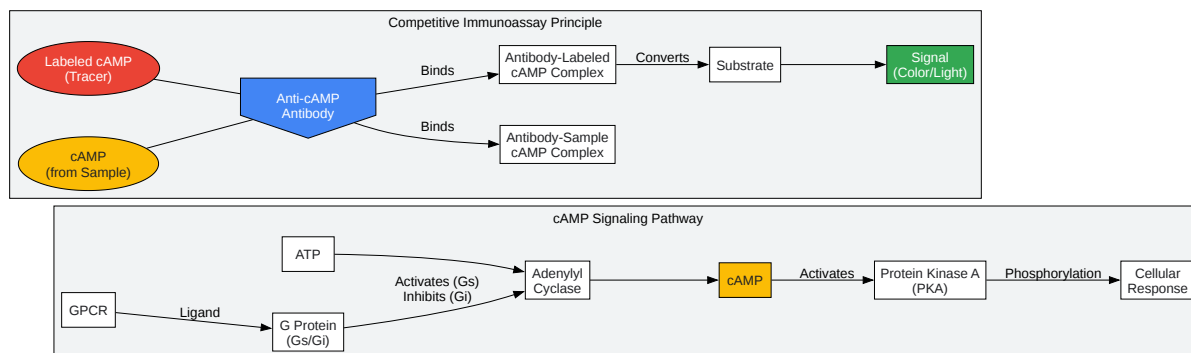 Competitive Immunoassay Principle
Labeled cAMP
(Tracer)
cAMP
(from Sample)
Anti-cAMP
Antibody
Binds
Binds
Antibody-Labeled
cAMP Complex
Antibody-Sample
cAMP Complex
Converts
Substrate
Signal
(Color/Light)
cAMP Signaling Pathway
GPCR
Ligand
ATP
G Protein
(Gs/Gi)
Activates (Gs)
Inhibits (Gi)
Adenylyl
Cyclase
cAMP
Activates
Protein Kinase A
(PKA)
Phosphorylation
Cellular
Response